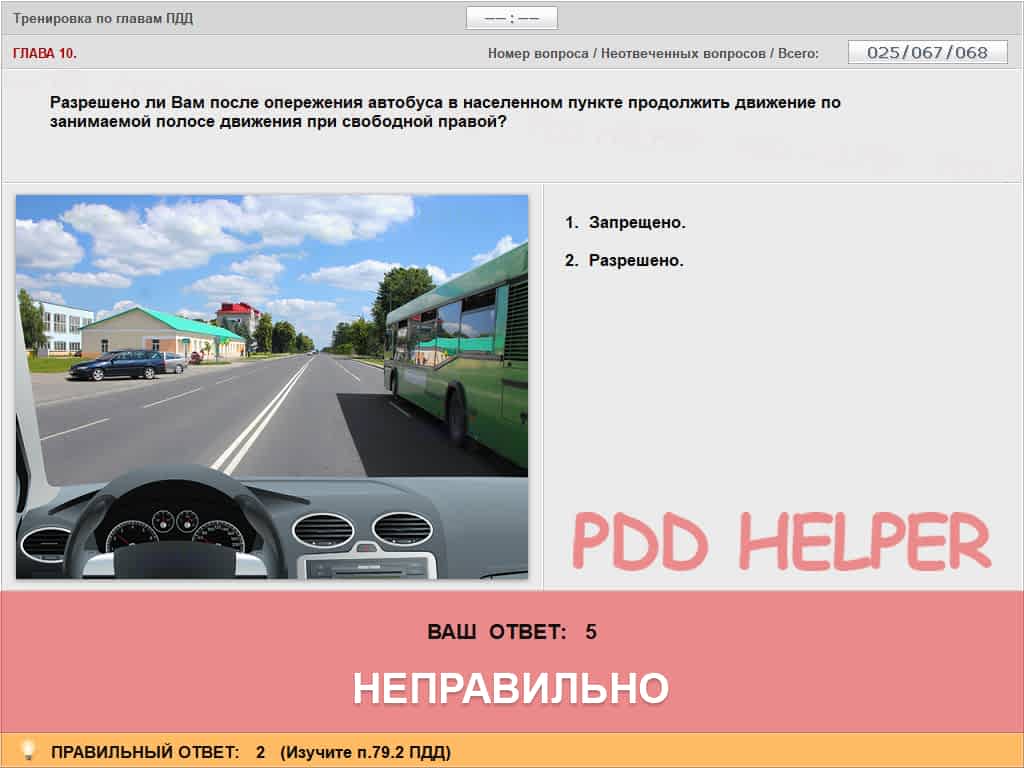 Тренировка по главам ПДД
—— : ——
ГЛАВА 10.
Номер вопроса / Неотвеченных вопросов / Всего:
025/067/068
Разрешено ли Вам после опережения автобуса в населенном пункте продолжить движение по
занимаемой полосе движения при свободной правой?
1. Запрещено.
2. Разрешено.
PDD HELPER
ВАШ ОТВЕТ: 5
НЕПРАВИЛЬНО
ПРАВИЛЬНЫЙ ОТВЕТ: 2 (Изучите п.79.2 ПДД)